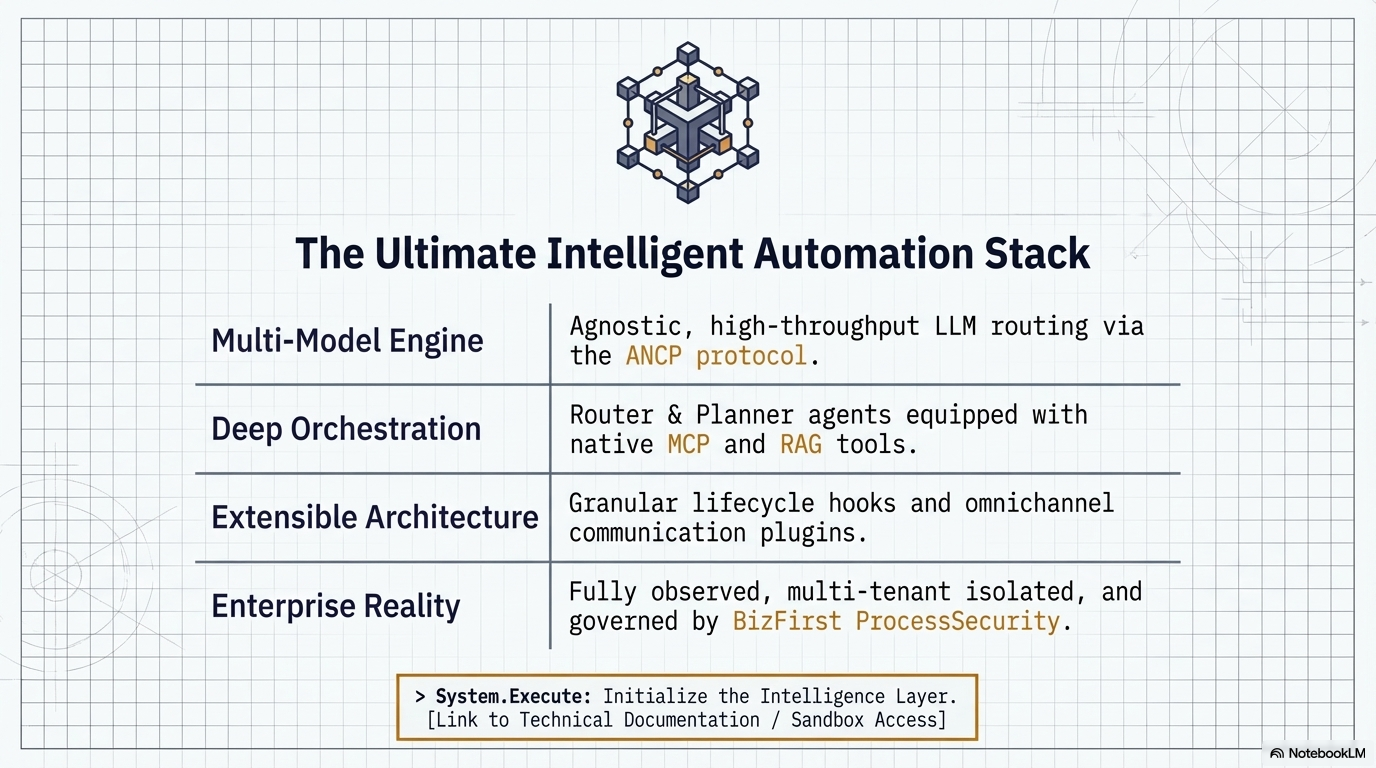 The Ultimate Intelligent Automation Stack
Multi-Model Engine
Agnostic, high-throughput LLM routing via
the ANCP protocol.
Deep Orchestration
Router & Planner agents equipped with
native MCP and RAG tools.
Extensible Architecture
Granular lifecycle hooks and omnichannel
communication plugins.
Enterprise Reality
Fully observed, multi-tenant isolated, and
governed by BizFirst ProcessSecurity.
> System.Execute: Initialize the Intelligence Layer.
[Link to Technical Documentation / Sandbox Access]
NotebookLM